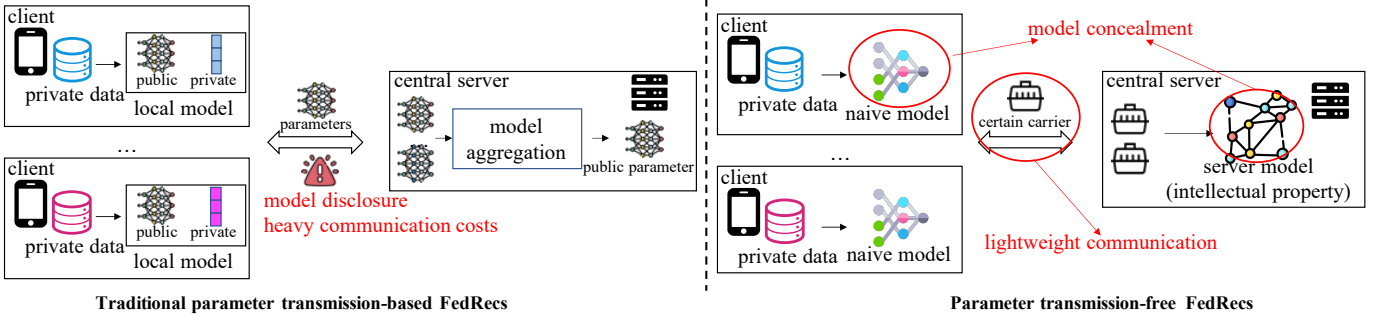 client
public
private
private data
local model
...
client
public
private
private data
local model
parameters
model disclosure
heavy communication costs
central server
...
model
aggregation
public parameter
Traditional parameter transmission-based FedRecs
client
private data
naive model
...
client
private data
naive model
model concealment
certain carrier
lightweight communication
central server
server model
(intellectual property)
Parameter transmission-free FedRecs